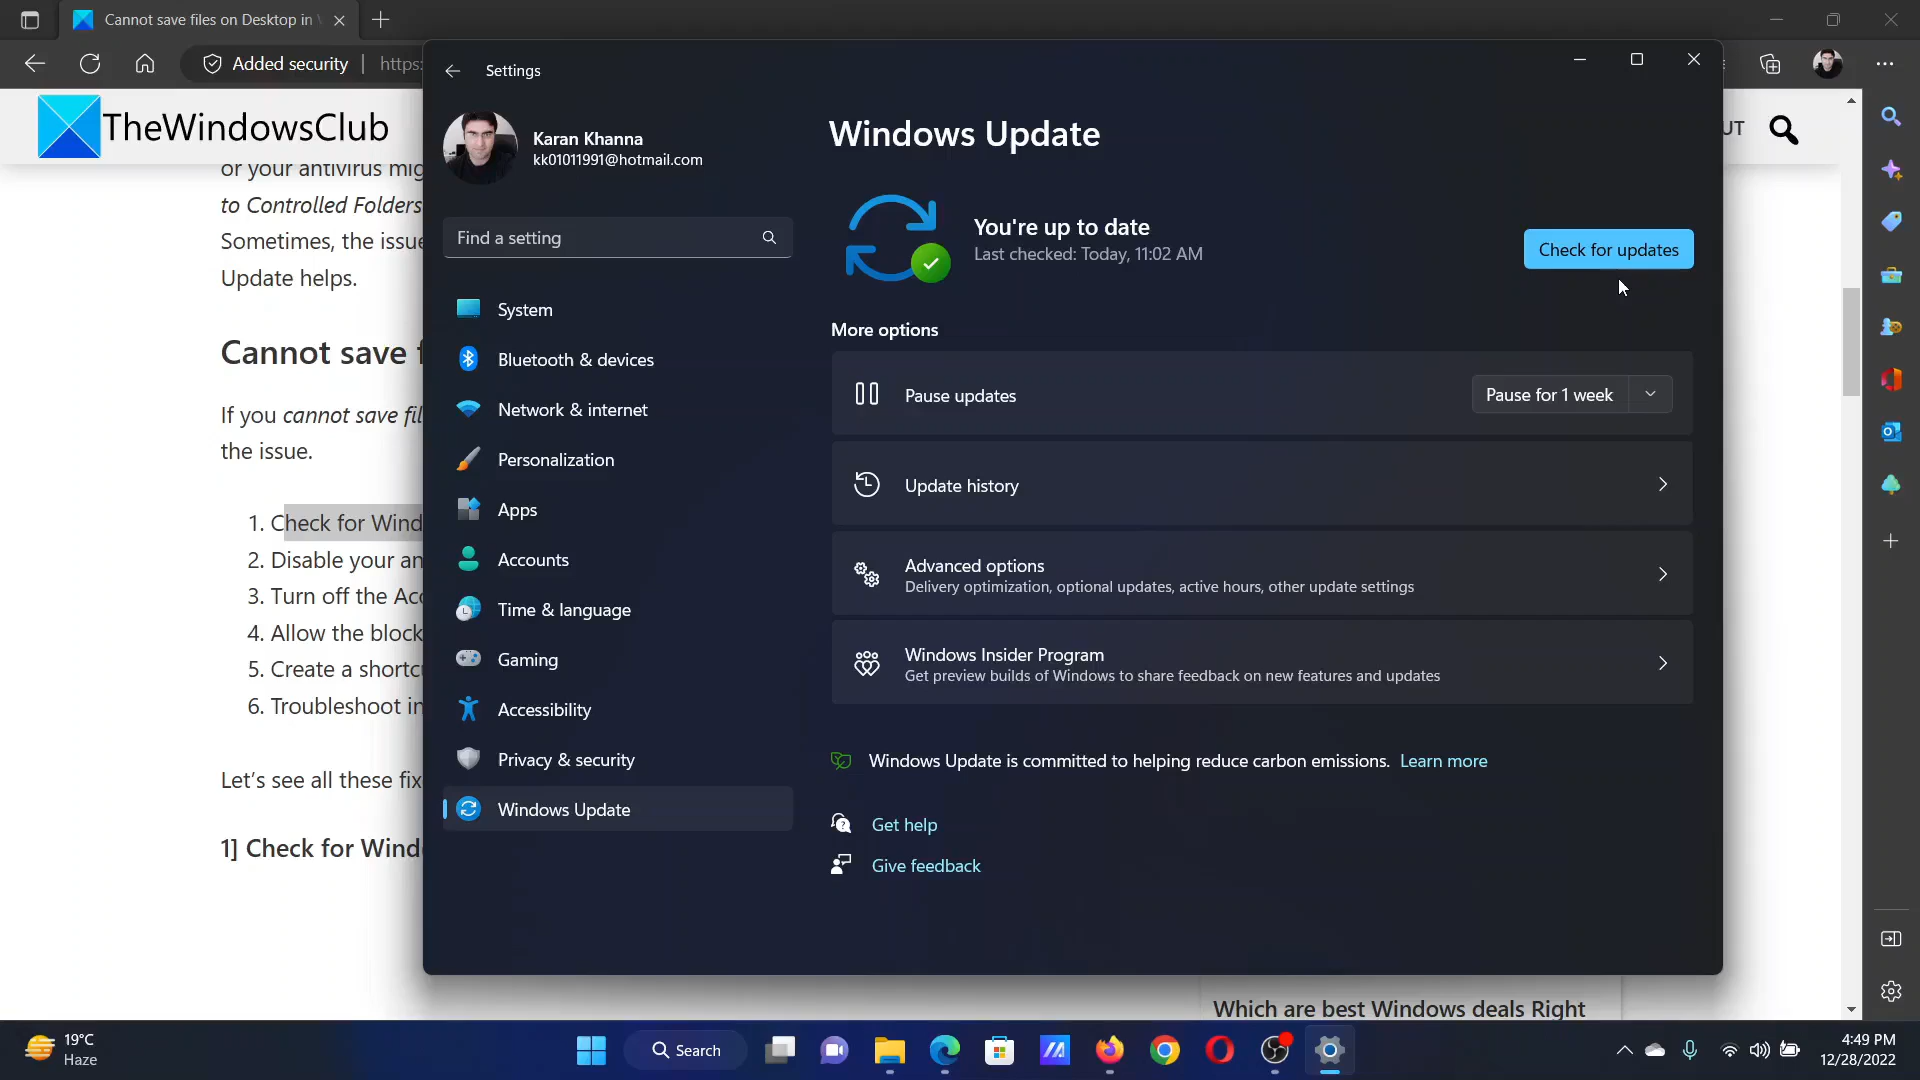 Cannot save files on Desktop in
Added security
https:
TheWindowsClub
UT
or your antivirus mig
to Controlled Folders
Sometimes, the issue
Update helps.
Cannot save f
If you cannot save fil
the issue.
1. Check for Wind
2. Disable your an
3. Turn off the Acc
4. Allow the block
5. Create a shortcu
6. Troubleshoot in
Let's see all these fix
1] Check for Wind
Settings
Karan Khanna
kk01011991@hotmail.com
Find a setting
System
Bluetooth & devices
Network & internet
Personalization
Apps
Accounts
Time & language
Gaming
Accessibility
Privacy & security
Windows Update
Windows Update
You're up to date
Last checked: Today, 11:02 AM
Check for updates
More options
Pause updates
Pause for 1 week
Update history
Advanced options
Delivery optimization, optional updates, active hours, other update settings
Windows Insider Program
Get preview builds of Windows to share feedback on new features and updates
Windows Update is committed to helping reduce carbon emissions. Learn more
Get help
Give feedback
Which are best Windows deals Right
19°C
Haze
Search
4:49 PM
12/28/2022